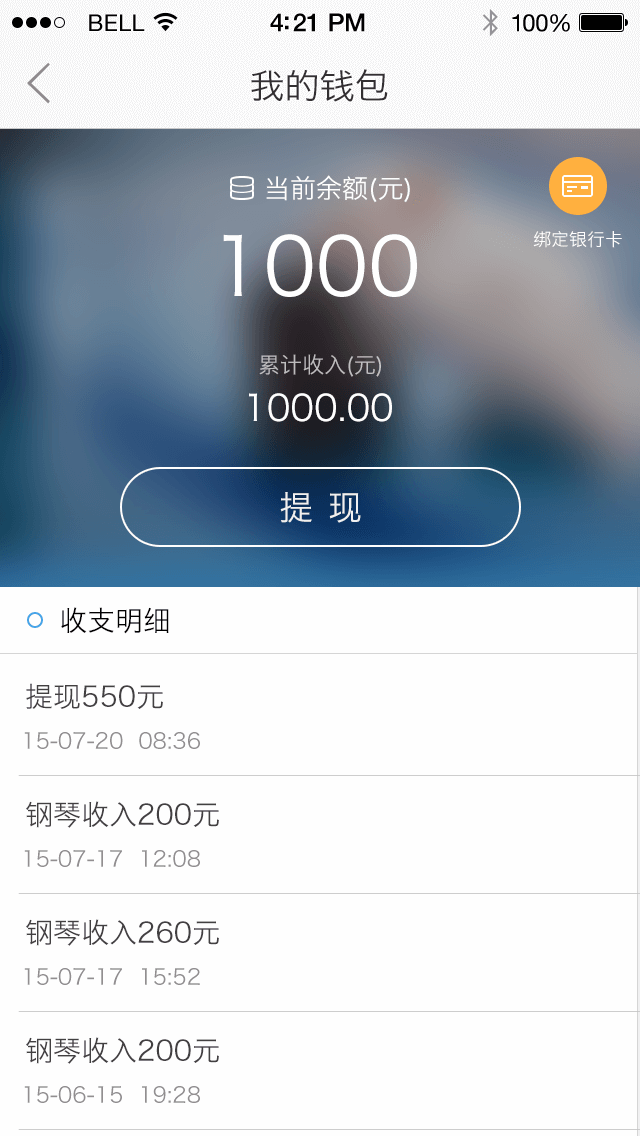 BELL 4:21 PM 100%
我的钱包
当前余额(元)
1000
绑定银行卡
累计收入(元)
1000.00
提现
收支明细
提现550元
15-07-20 08:36
钢琴收入200元
15-07-17 12:08
钢琴收入260元
15-07-17 15:52
钢琴收入200元
15-06-15 19:28